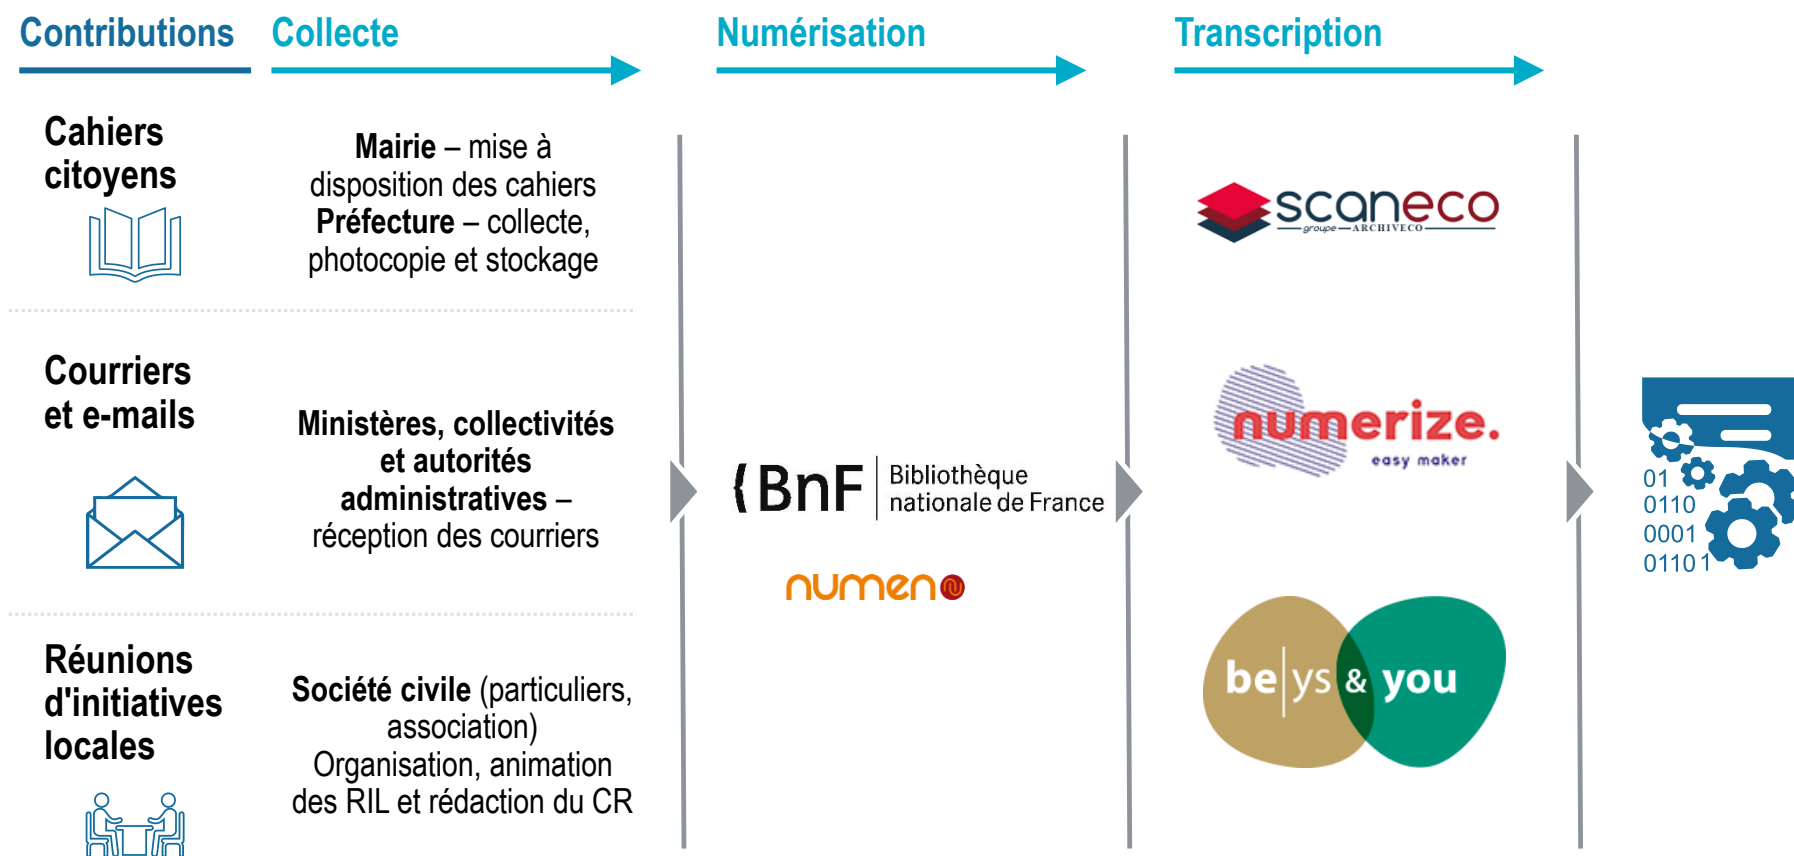 Contributions
Collecte
Numérisation
Transcription
Cahiers
citoyens
Mairie – mise à
disposition des cahiers
Préfecture – collecte,
photocopie et stockage
Courriers
et e-mails
Ministères, collectivités
et autorités
administratives –
réception des courriers
Réunions
d'initiatives
locales
Société civile (particuliers,
association)
Organisation, animation
des RIL et rédaction du CR
BnF
Bibliothèque
nationale de France
numen
scaneco
groupe ARCHIVECO
numerize.
easy maker
be|ys & you
01
0110
0001
01101